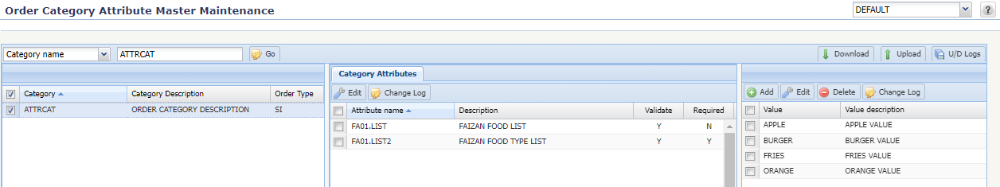 Order Category Attribute Master Maintenance
DEFAULT
?
Category name ATTRCAT Go Download Upload U/D Logs
Category Attributes
Edit Change Log
Add Edit Delete Change Log
Category Category Description Order Type
ATTRCAT ORDER CATEGORY DESCRIPTION SI
Attribute name Description Validate Required
FA01.LIST FAIZAN FOOD LIST Y N
FA01.LIST2 FAIZAN FOOD TYPE LIST Y Y
Value Value description
APPLE APPLE VALUE
BURGER BURGER VALUE
FRIES FRIES VALUE
ORANGE ORANGE VALUE